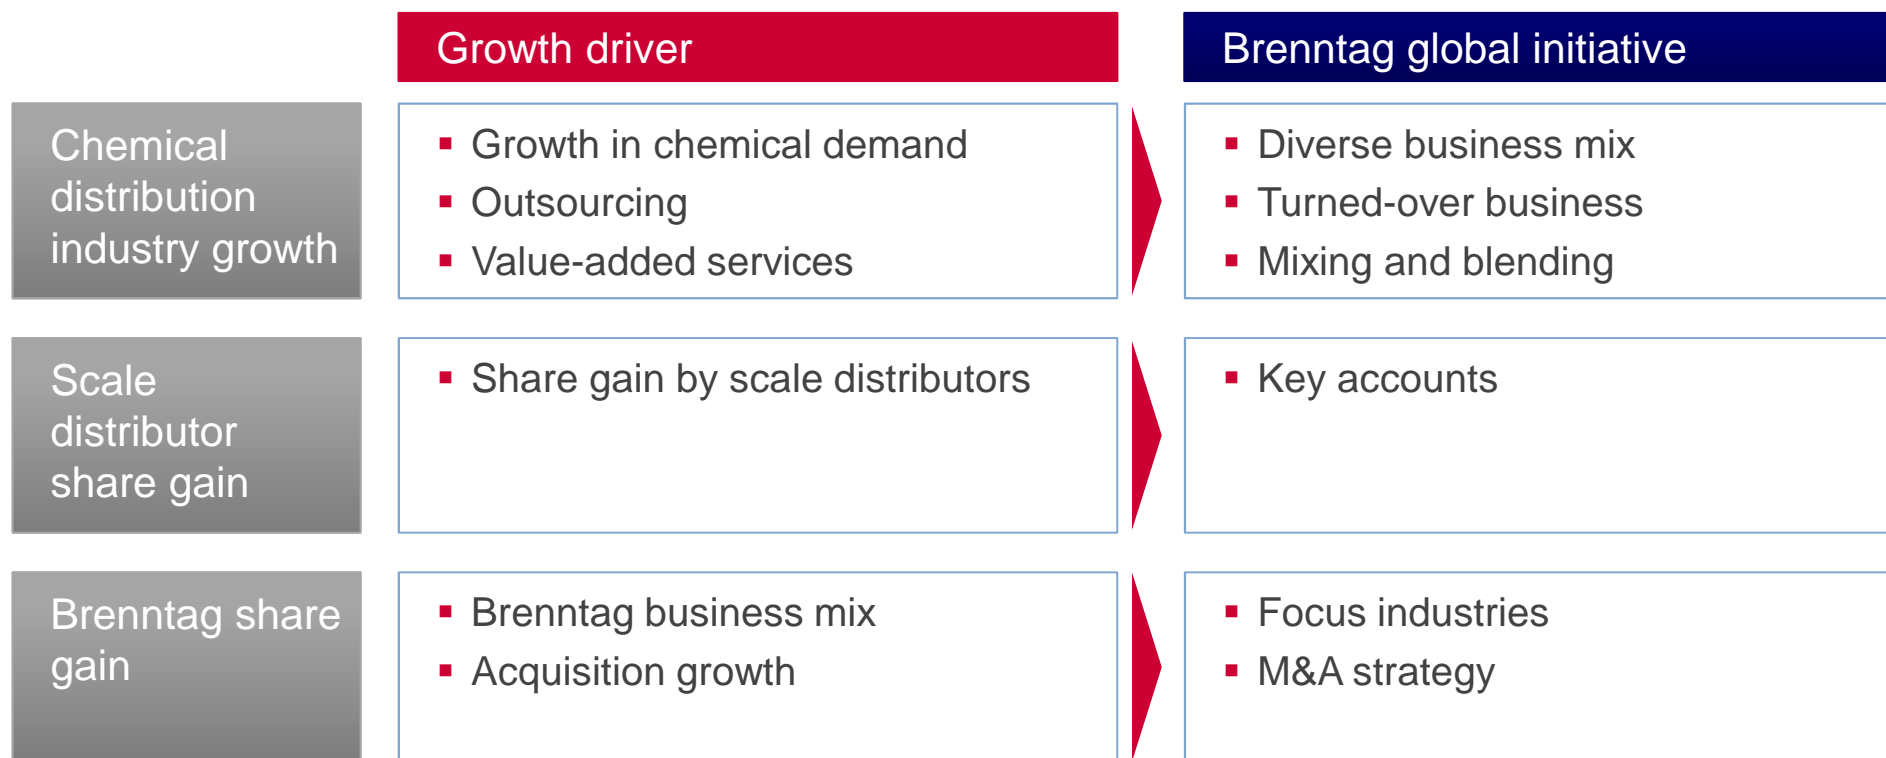 Growth driver
Brenntag global initiative
Chemical
distribution
industry growth
▪ Growth in chemical demand
▪ Outsourcing
▪ Value-added services
▪ Diverse business mix
▪ Turned-over business
▪ Mixing and blending
Scale
distributor
share gain
▪ Share gain by scale distributors
▪ Key accounts
Brenntag share
gain
▪ Brenntag business mix
▪ Acquisition growth
▪ Focus industries
▪ M&A strategy